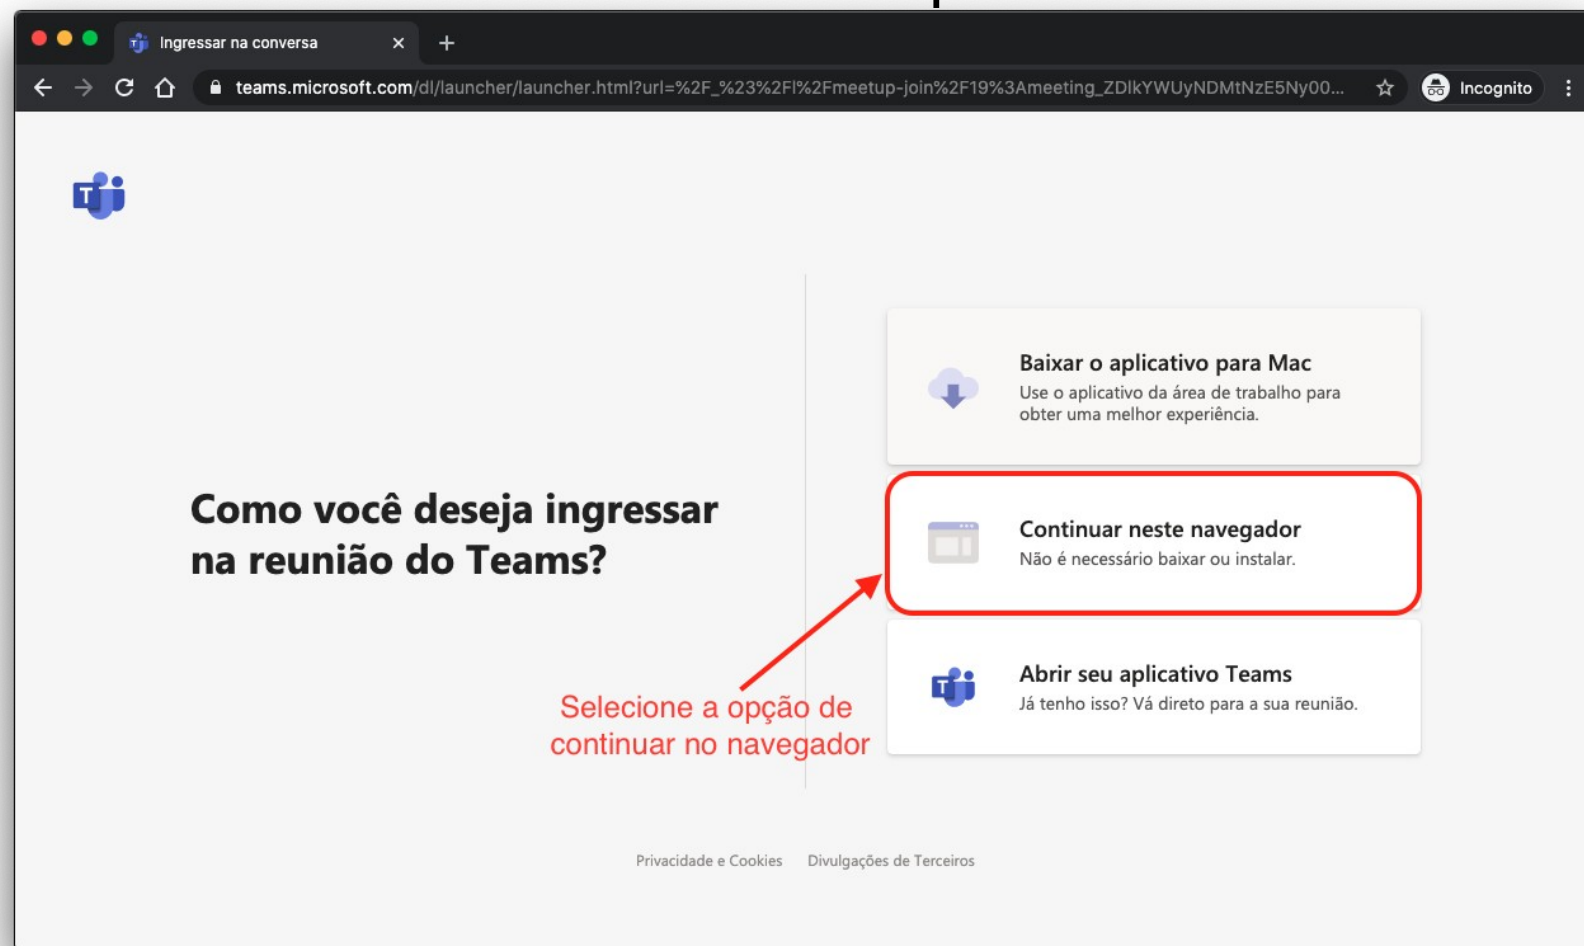 Ingressar na conversa
teams.microsoft.com/dl/launcher/launcher.html?url=%2F_%23%2Fl%2Fmeetup-join%2F19%3Ameeting_ZDlkYWUyNDMtNzE5Ny00...
Incognito
T
Baixar o aplicativo para Mac
Use o aplicativo da área de trabalho para
obter uma melhor experiência.
Como você deseja ingressar
na reunião do Teams?
Continuar neste navegador
Não é necessário baixar ou instalar.
T
Abrir seu aplicativo Teams
Já tenho isso? Vá direto para a sua reunião.
Selecione a opção de
continuar no navegador
Privacidade e Cookies Divulgações de Terceiros